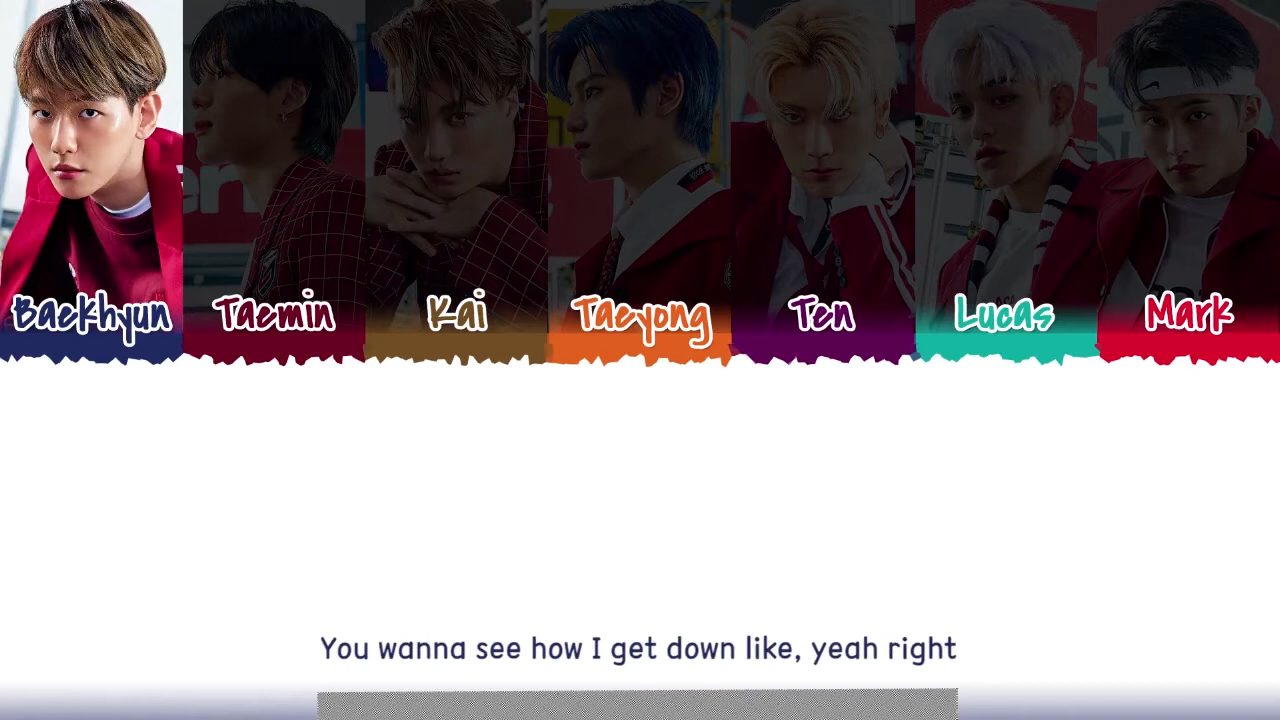 Baekhyun Taemin Kai Taeyong Ten Lucas Mark
You wanna see how I get down like, yeah right